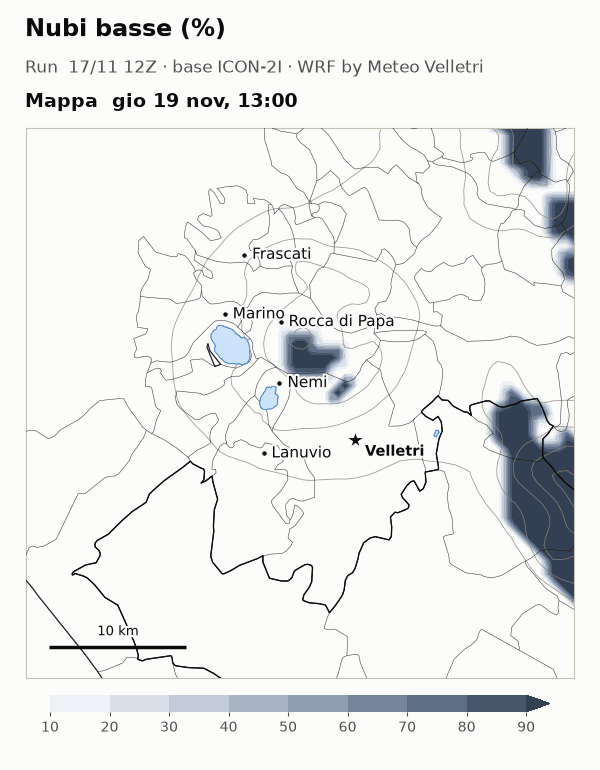 Nubi basse (%)
Run  17/11 12Z · base ICON-2I · WRF by Meteo Velletri
Mappa  gio 19 nov, 13:00
Frascati
Marino
Rocca di Papa
Nemi
Velletri
Lanuvio
10 km
10 20 30 40 50 60 70 80 90